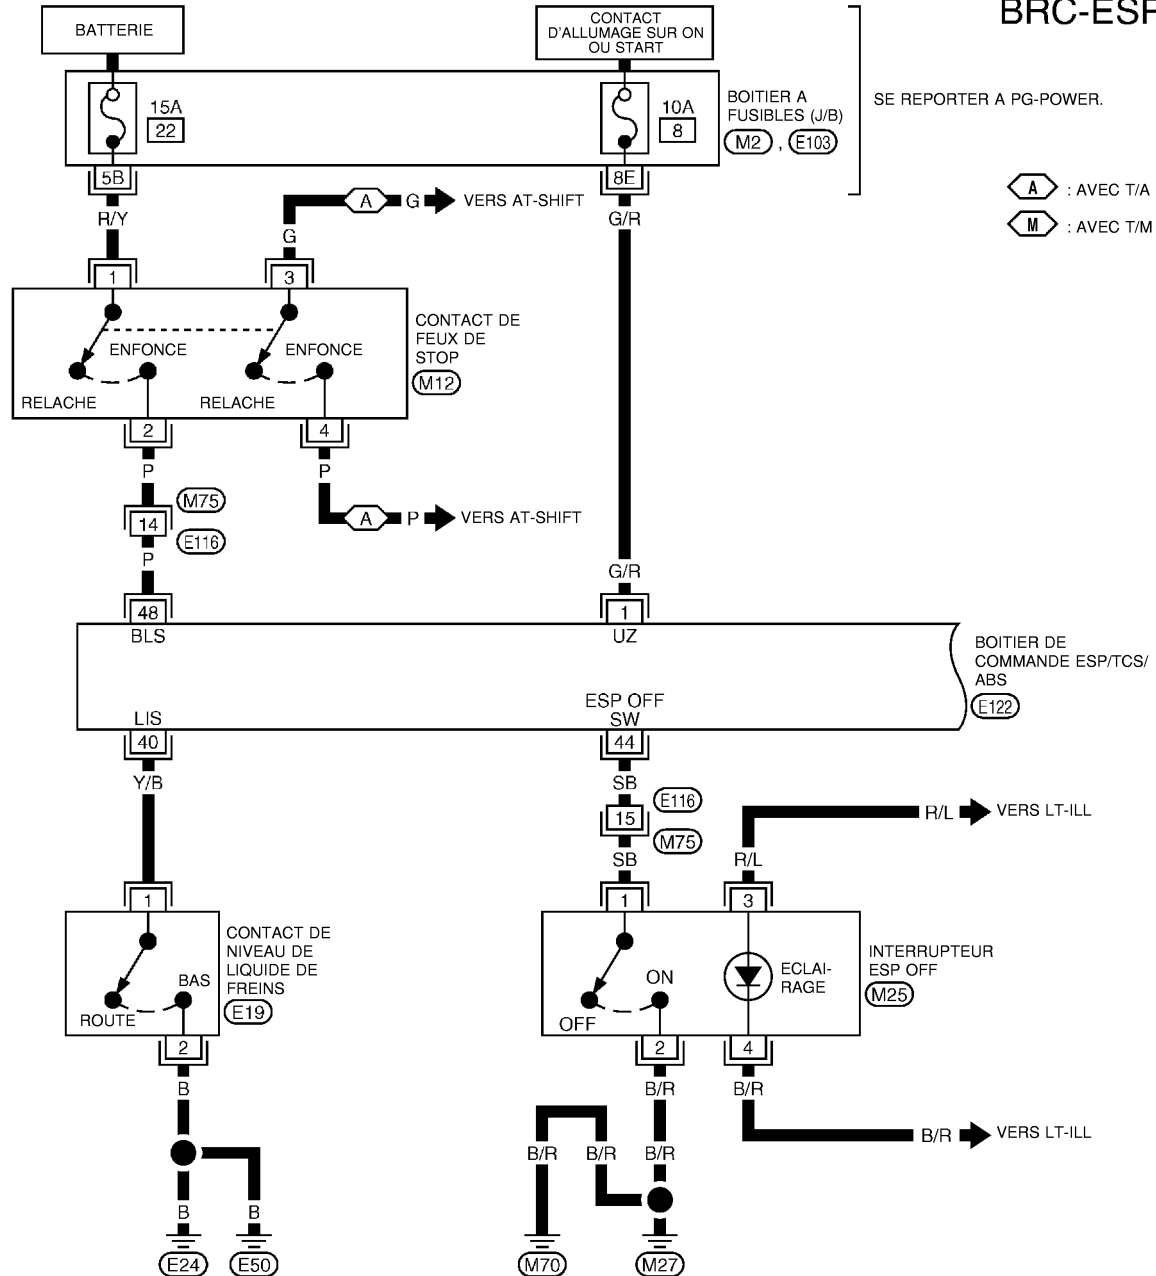 BRC-ESP
BATTERIE
CONTACT
D'ALLUMAGE SUR ON
OU START
15A
22
10A
8
BOITIER A
FUSIBLES (J/B)
M2 , E103
SE REPORTER A PG-POWER.
5B
8E
A : AVEC T/A
M : AVEC T/M
R/Y
G
A
G
VERS AT-SHIFT
G/R
1
3
ENFONCE
ENFONCE
RELACHE
RELACHE
CONTACT DE
FEUX DE
STOP
M12
2
4
P
P
M75
14
E116
A
P
VERS AT-SHIFT
P
G/R
48
1
BLS
UZ
BOITIER DE
COMMANDE ESP/TCS/
ABS
E122
LIS
ESP OFF
SW
40
44
Y/B
SB
E116
15
M75
SB
R/L
VERS LT-ILL
R/L
1
1
3
CONTACT DE
NIVEAU DE
LIQUIDE DE
FREINS
E19
BAS
ROUTE
ON
OFF
ECLAI-
RAGE
INTERRUPTEUR
ESP OFF
M25
2
2
4
B
B/R
B/R
B/R
VERS LT-ILL
B/R
B/R
B/R
B
B
E24
E50
M70
M27